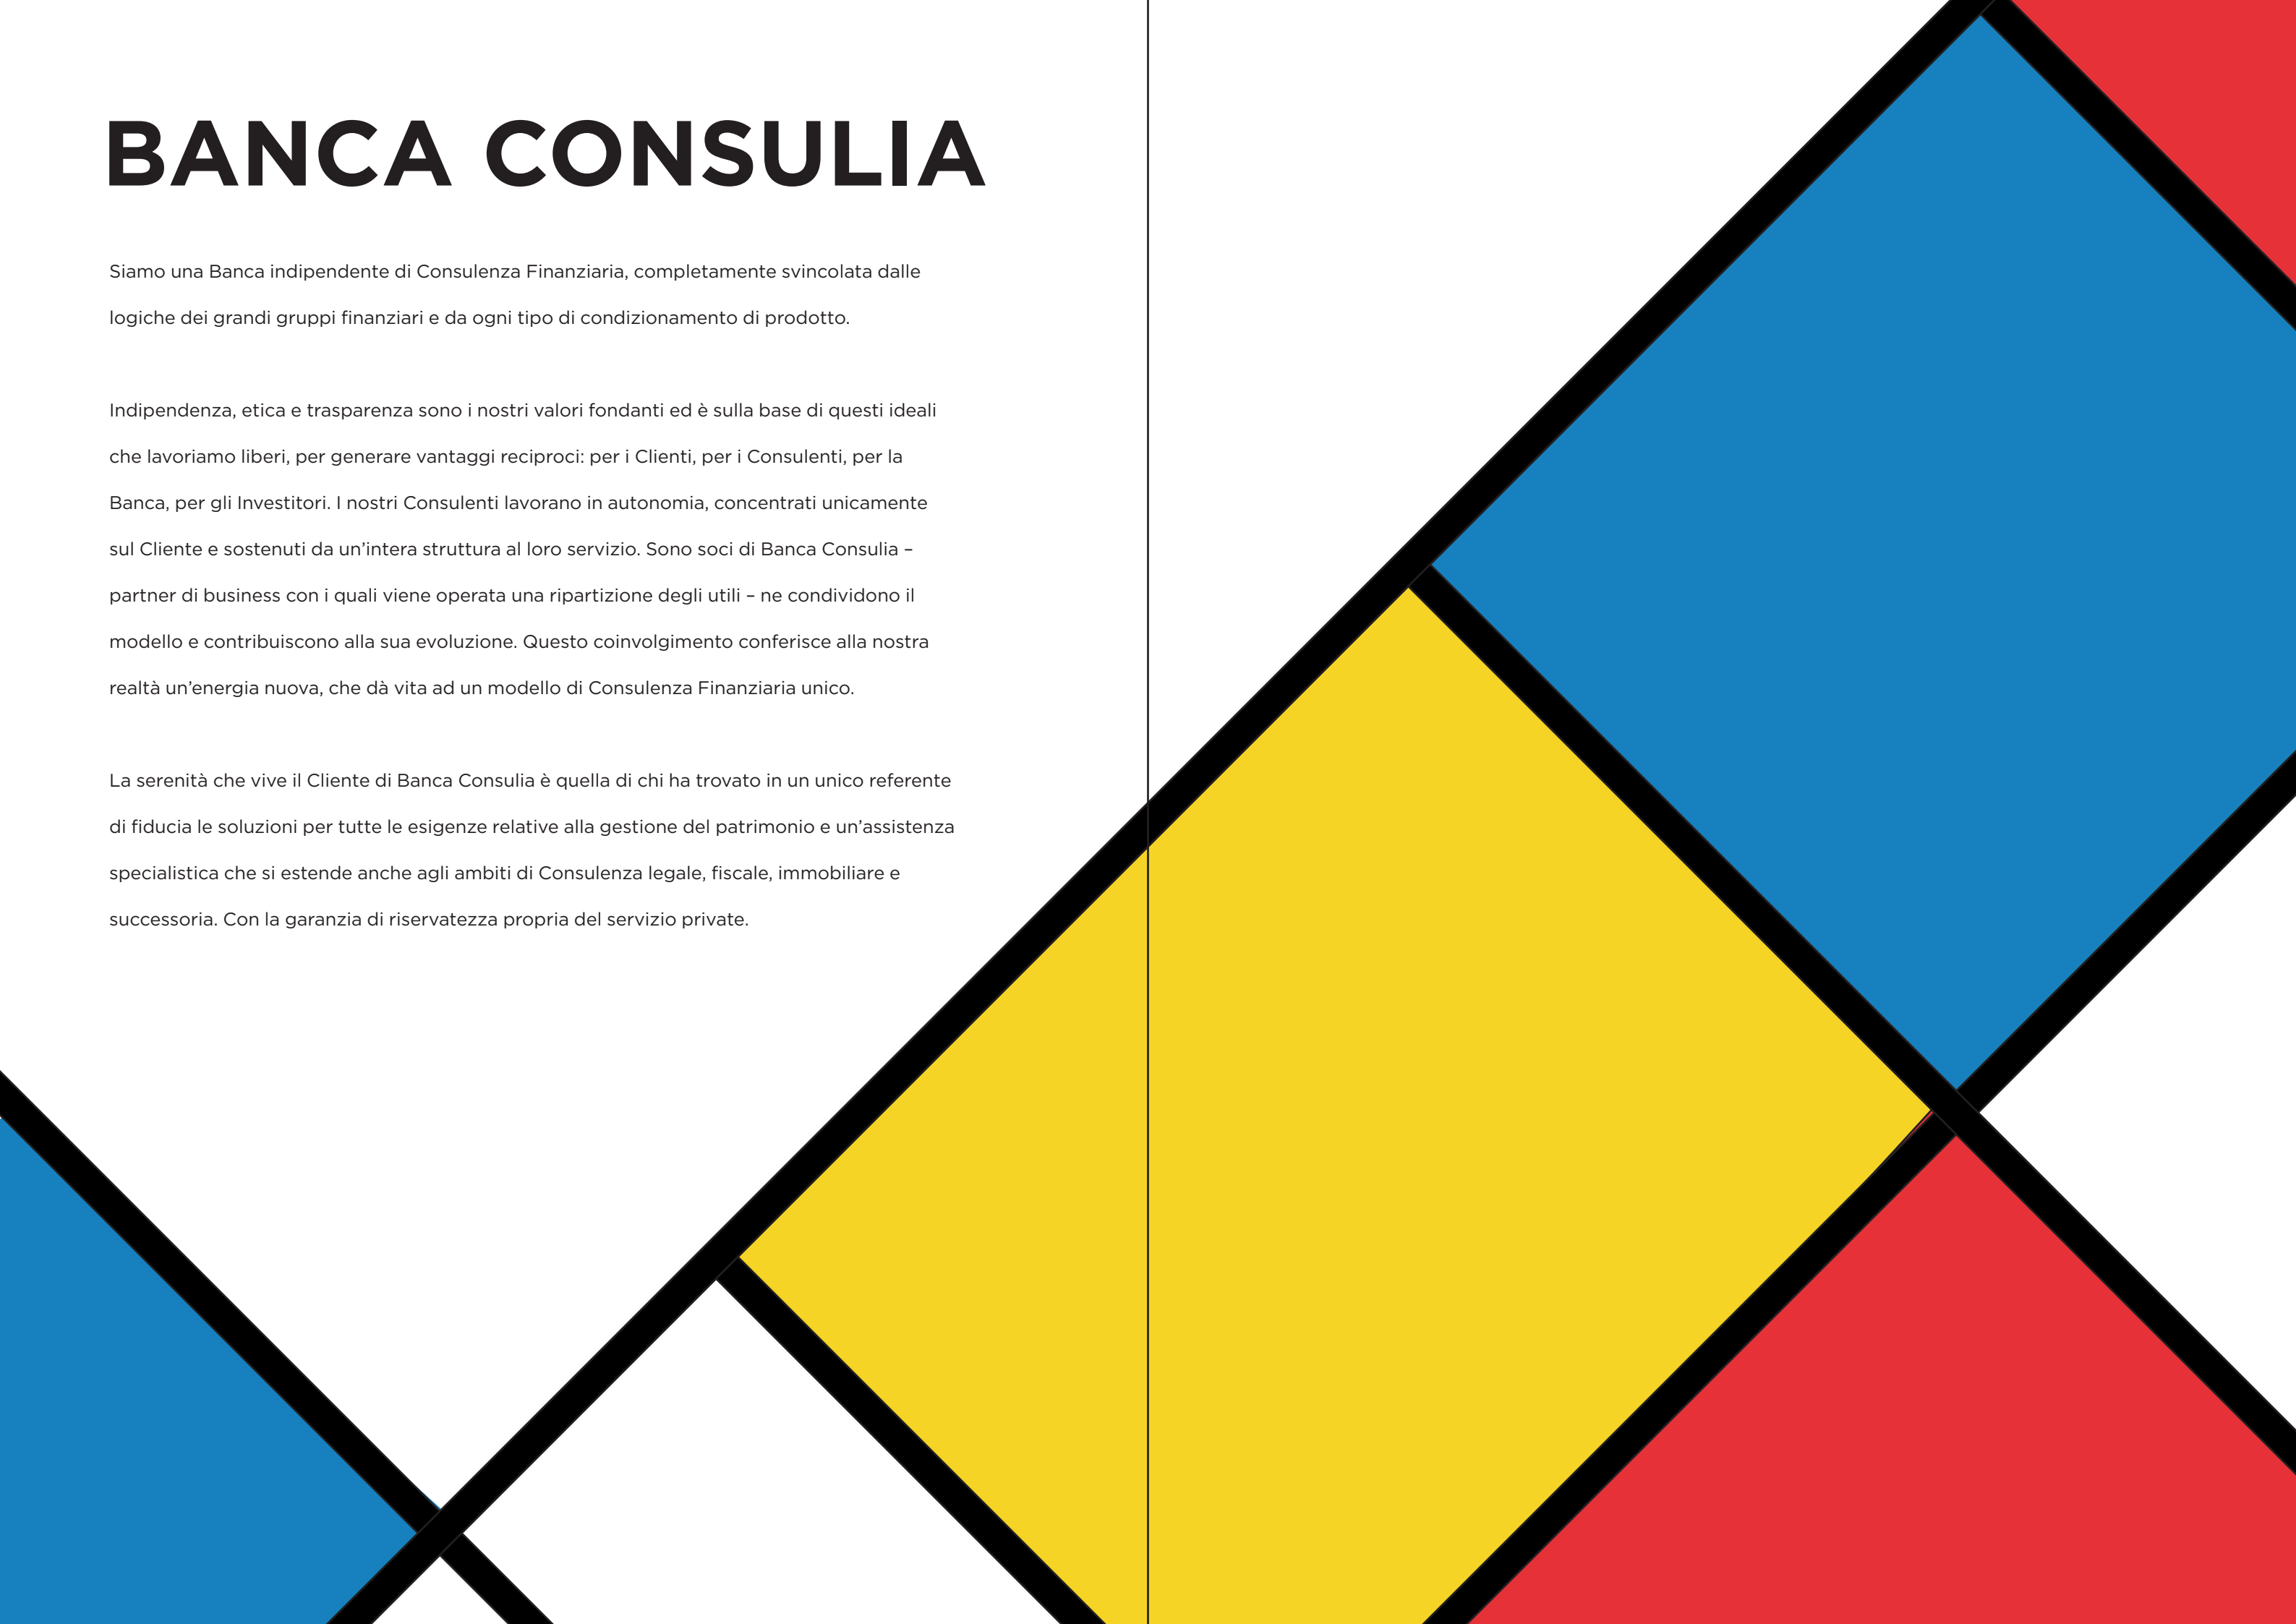 BANCA CONSULIA
Siamo una Banca indipendente di Consulenza Finanziaria, completamente svincolata dalle
logiche dei grandi gruppi finanziari e da ogni tipo di condizionamento di prodotto.
Indipendenza, etica e trasparenza sono i nostri valori fondanti ed è sulla base di questi ideali
che lavoriamo liberi, per generare vantaggi reciproci: per i Clienti, per i Consulenti, per la
Banca, per gli Investitori. I nostri Consulenti lavorano in autonomia, concentrati unicamente
sul Cliente e sostenuti da un’intera struttura al loro servizio. Sono soci di Banca Consulia –
partner di business con i quali viene operata una ripartizione degli utili – ne condividono il
modello e contribuiscono alla sua evoluzione. Questo coinvolgimento conferisce alla nostra
realtà un’energia nuova, che dà vita ad un modello di Consulenza Finanziaria unico.
La serenità che vive il Cliente di Banca Consulia è quella di chi ha trovato in un unico referente
di fiducia le soluzioni per tutte le esigenze relative alla gestione del patrimonio e un’assistenza
specialistica che si estende anche agli ambiti di Consulenza legale, fiscale, immobiliare e
successoria. Con la garanzia di riservatezza propria del servizio private.